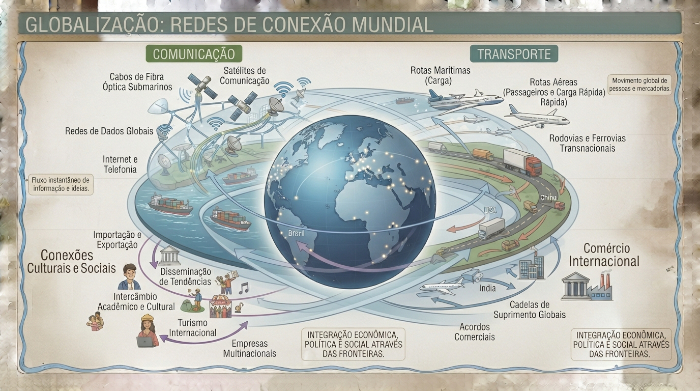 GLOBALIZAÇÃO: REDES DE CONEXÃO MUNDIAL
COMUNICAÇÃO
Cabos de Fibra
Óptica Submarinos
Satélites de
Comunicação
Redes de Dados Globais
Internet e
Telefonia
Fluxo instantâneo de
informação e ideias.
TRANSPORTE
Rotas Marítimas
(Carga)
Rotas Aéreas
(Passageiros e Carga Rápida)
Rápida)
Movimento global de
pessoas e mercadorias.
Rodovias e Ferrovias
Transnacionais
Brasil
China
Importação e
Exportação
Conexões
Culturais e Sociais
Disseminação
de Tendências
Intercâmbio
Acadêmico e Cultural
Turismo
Internacional
Empresas
Multinacionais
INTEGRAÇÃO ECONÔMICA,
POLÍTICA E SOCIAL ATRAVÉS
DAS FRONTEIRAS.
Comércio
Internacional
India
Cadelas de
Suprimento Globais
Acordos
Comerciais
INTEGRAÇÃO ECONÔMICA,
POLÍTICA E SOCIAL ATRAVÉS
DAS FRONTEIRAS.